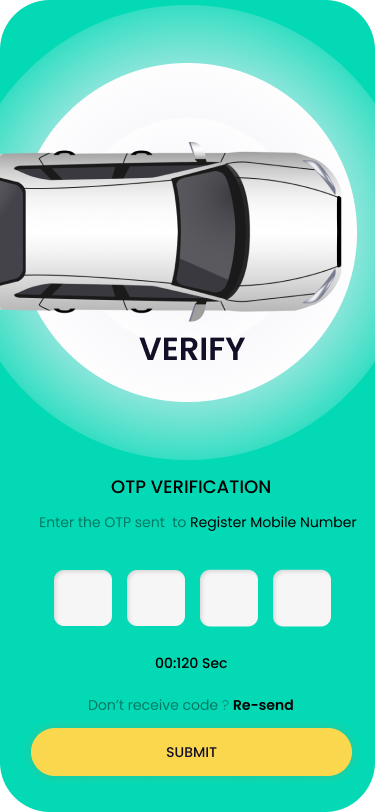 VERIFY
OTP VERIFICATION
Enter the OTP sent to Register Mobile Number
00:120 Sec
Don't receive code ? Re-send
SUBMIT